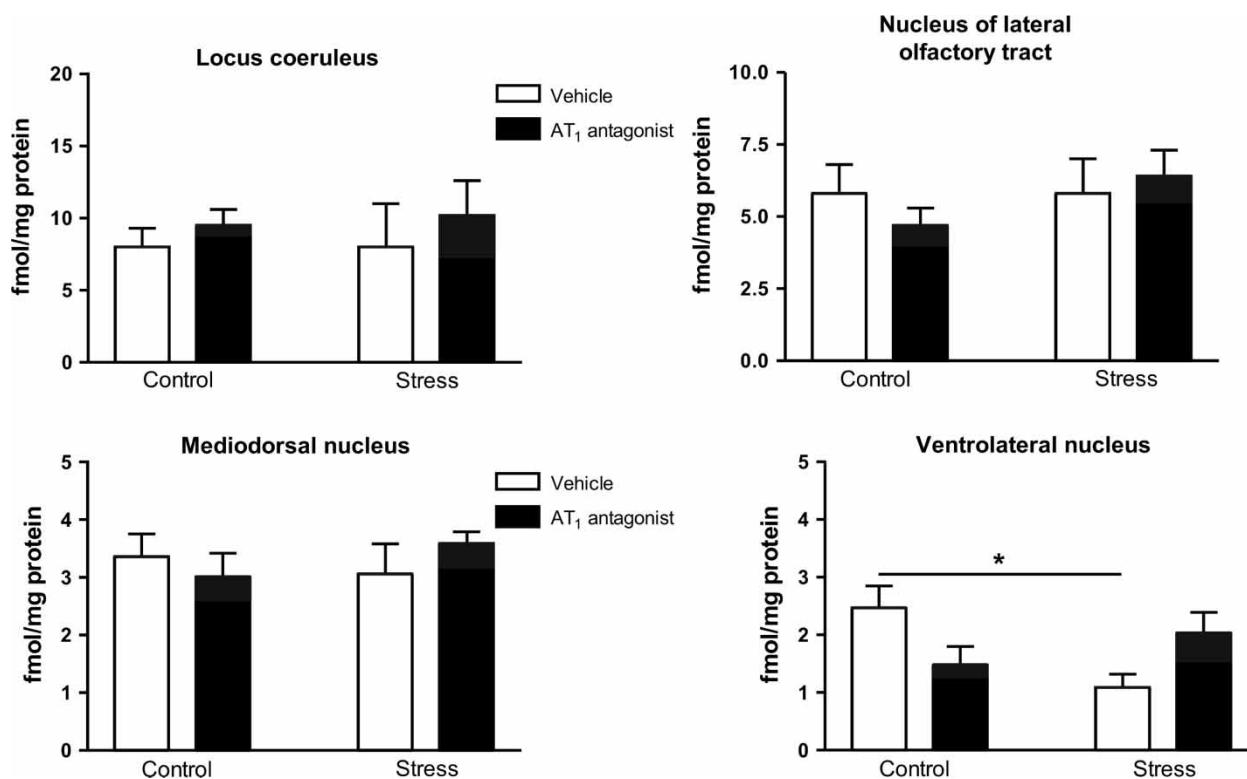 Locus coeruleus
fmol/mg protein
20
15
10
5
0
Control
Stress
Vehicle
AT1 antagonist
Nucleus of lateral
olfactory tract
fmol/mg protein
10.0
7.5
5.0
2.5
0.0
Control
Stress
Mediodorsal nucleus
fmol/mg protein
5
4
3
2
1
0
Control
Stress
Vehicle
AT1 antagonist
Ventrolateral nucleus
fmol/mg protein
5
4
3
2
1
0
*
Control
Stress